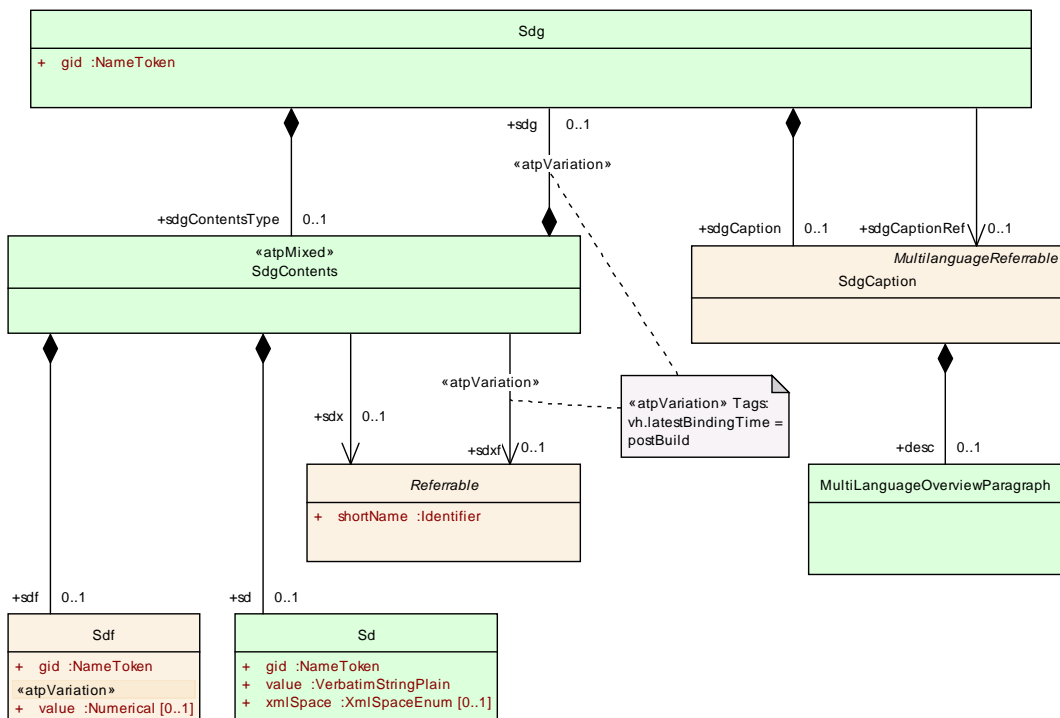 Sdg
+ gid :NameToken
+sdg 0..1
«atpVariation»
+sdgContentsType 0..1
+sdgCaption 0..1
+sdgCaptionRef 0..1
«atpMixed»
SdgContents
MultilanguageReferrable
SdgCaption
«atpVariation»
«atpVariation» Tags:
vh.latestBindingTime =
postBuild
+sdx 0..1
+sdxf 0..1
+desc 0..1
Referrable
+ shortName :Identifier
MultiLanguageOverviewParagraph
+sdf 0..1
+sd 0..1
Sdf
+ gid :NameToken
«atpVariation»
+ value :Numerical [0..1]
Sd
+ gid :NameToken
+ value :VerbatimStringPlain
+ xmlSpace :XmlSpaceEnum [0..1]